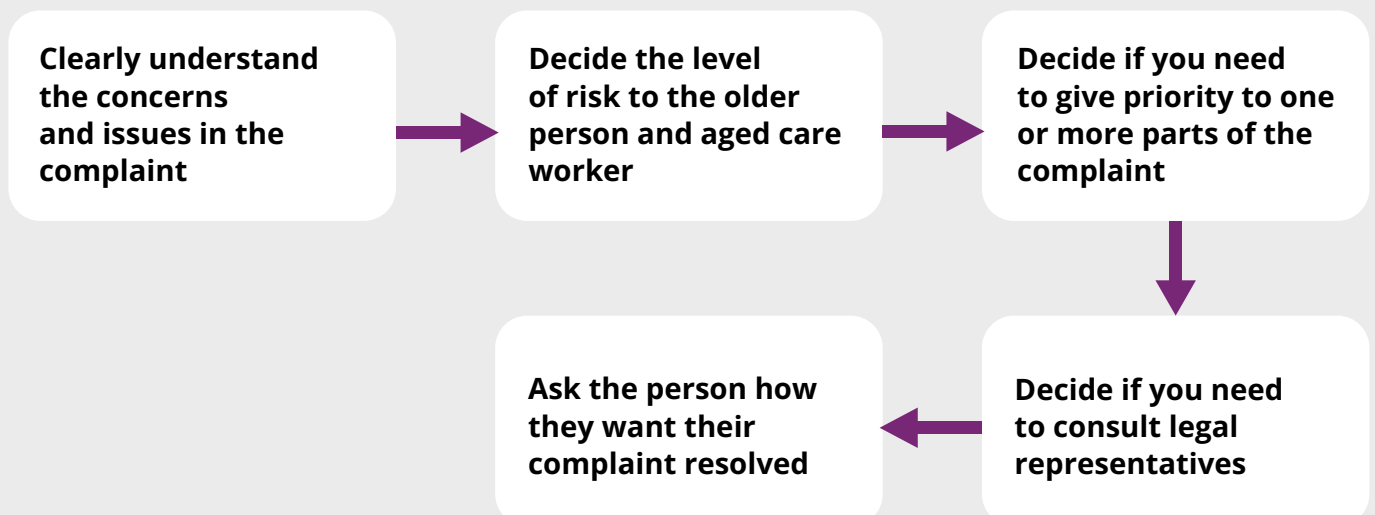 Clearly understand
the concerns
and issues in the
complaint
Decide the level
of risk to the older
person and aged care
worker
Decide if you need
to give priority to one
or more parts of the
complaint
Decide if you need
to consult legal
representatives
Ask the person how
they want their
complaint resolved